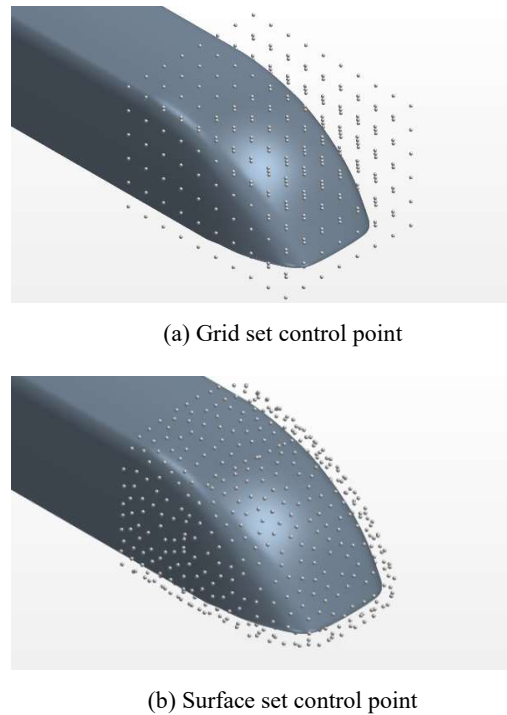 (a) Grid set control point
(b) Surface set control point